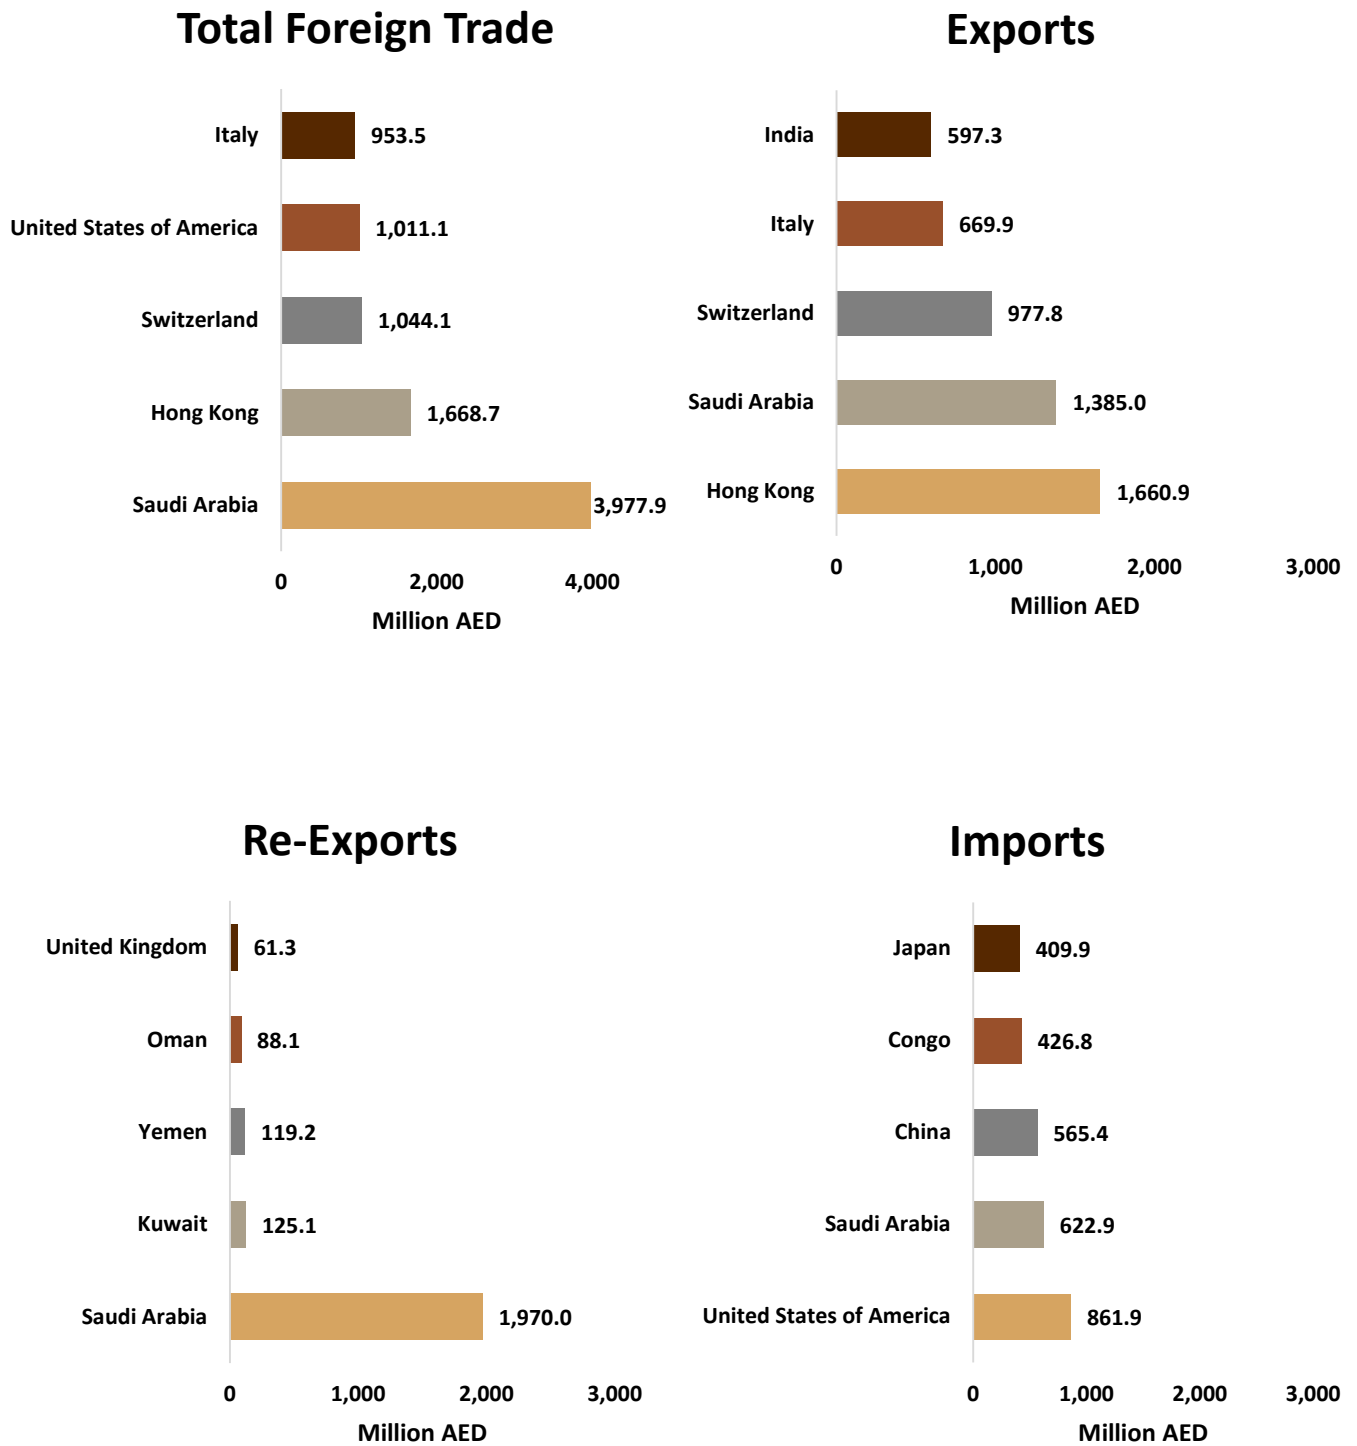 Total Foreign Trade
Italy 953.5
United States of America 1,011.1
Switzerland 1,044.1
Hong Kong 1,668.7
Saudi Arabia 3,977.9
0 2,000 4,000
Million AED
Exports
India 597.3
Italy 669.9
Switzerland 977.8
Saudi Arabia 1,385.0
Hong Kong 1,660.9
0 1,000 2,000 3,000
Million AED
Re-Exports
United Kingdom 61.3
Oman 88.1
Yemen 119.2
Kuwait 125.1
Saudi Arabia 1,970.0
0 1,000 2,000 3,000
Million AED
Imports
Japan 409.9
Congo 426.8
China 565.4
Saudi Arabia 622.9
United States of America 861.9
0 1,000 2,000 3,000
Million AED